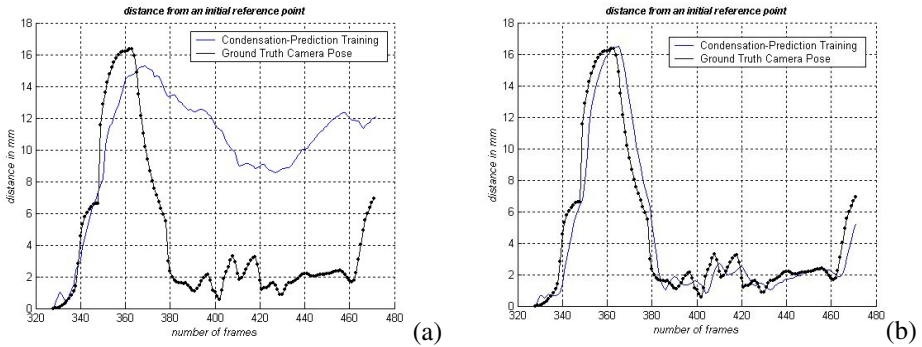 distance from an initial reference point
Condensation-Prediction Training
Ground Truth Camera Pose
distance in mm
18
16
14
12
10
8
6
4
2
0
320 340 360 380 400 420 440 460 480
number of frames
(a)
distance from an initial reference point
Condensation-Prediction Training
Ground Truth Camera Pose
distance in mm
18
16
14
12
10
8
6
4
2
0
320 340 360 380 400 420 440 460 480
number of frames
(b)